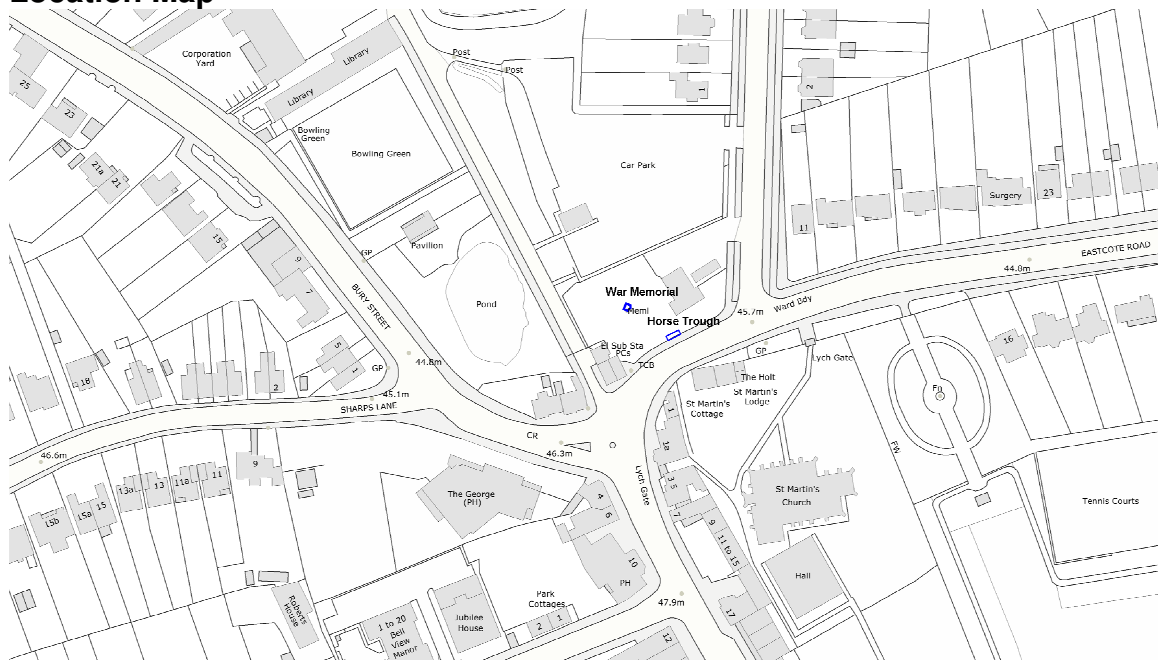 Location Map
Corporation
Yard
Library
Library
Bowling
Green
Bowling Green
Post
Post
1
2
25
23
21a
21
15
9
7
Car Park
Surgery
23
11
EASTCOTE ROAD
44.8m
Pavilion
GP
BURY STREET
Pond
War Memorial
Meml
Horse Trough
45.7m
Ward Bdy
El Sub Sta
PCs
TCB
GP
Lych Gate
16
The Holt
St Martin's
Lodge
St Martin's
Cottage
Fn
FW
44.8m
5
1
GP
45.1m
2
18
SHARPS LANE
46.6m
CR
46.3m
Lych Gate
1
1a
3 5
7
9
11 to 15
17
St Martin's
Church
Tennis Courts
Hall
9
11
11a
13
13a
15
15a
15b
The George
(PH)
4
6
10
PH
47.9m
Park
Cottages
1
2
12
Jubilee
House
1 to 20
Bell
View
Manor
Roberts
House